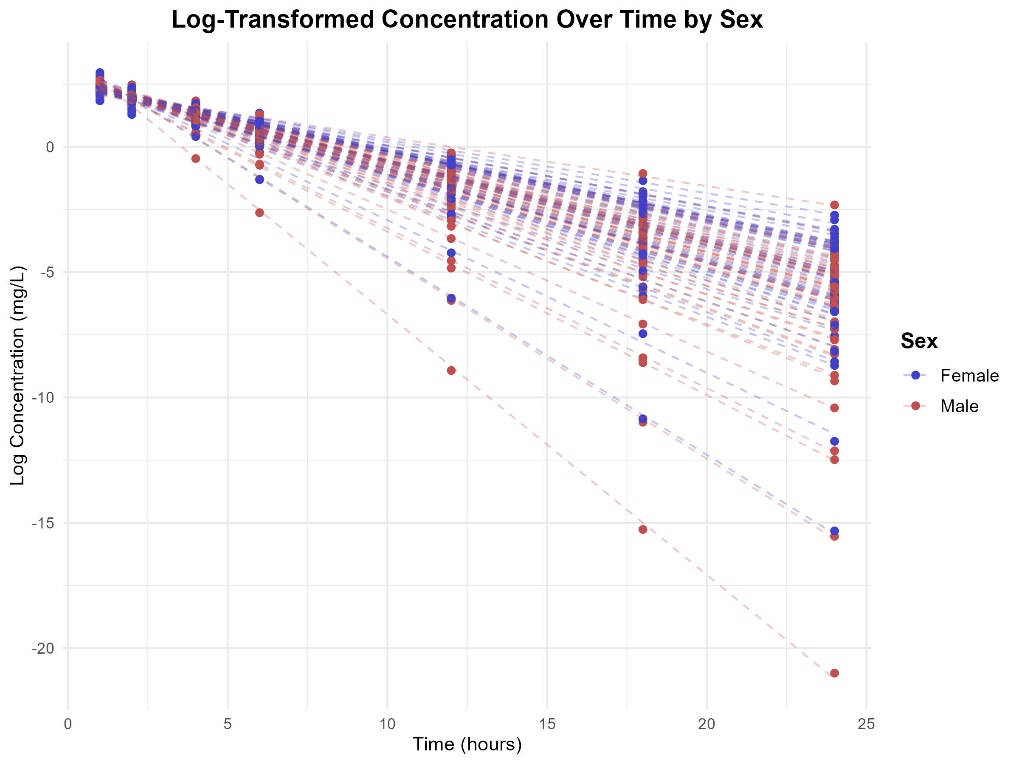 Log-Transformed Concentration Over Time by Sex
Log Concentration (mg/L)
0
-5
-10
-15
-20
0 5 10 15 20 25
Time (hours)
Sex
Female
Male